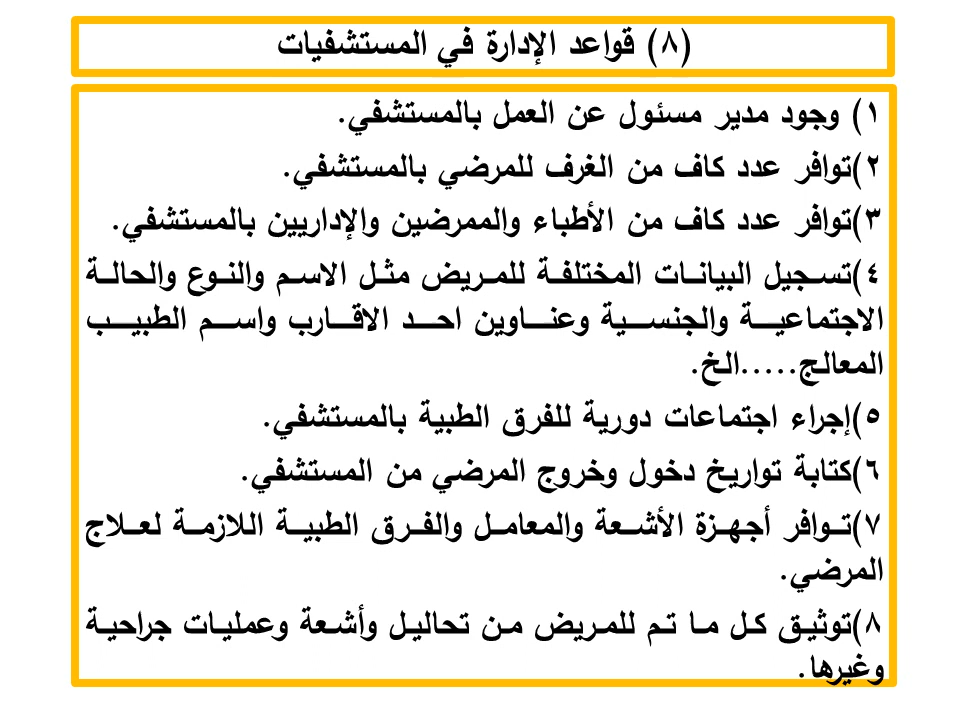 (٨) قواعد الإدارة في المستشفيات
١) وجود مدير مسئول عن العمل بالمستشفي.
٢)توافر عدد كاف من الغرف للمرضي بالمستشفي.
٣)توافر عدد كاف من الأطباء والممرضين والإداريين بالمستشفي.
٤)تسجيل البيانات المختلفة للمريض مثل الاسم والنوع والحالة
الاجتماعية والجنسية وعناوين احد الاقارب واسم الطبيب
المعالج.....الخ.
٥)إجراء اجتماعات دورية للفرق الطبية بالمستشفي.
٦)كتابة تواريخ دخول وخروج المرضي من المستشفي.
٧)توافر أجهزة الأشعة والمعامل والفرق الطبية اللازمة لعلاج
المرضي.
٨)توثيق كل ما تم للمريض من تحاليل وأشعة وعمليات جراحية
وغيرها.